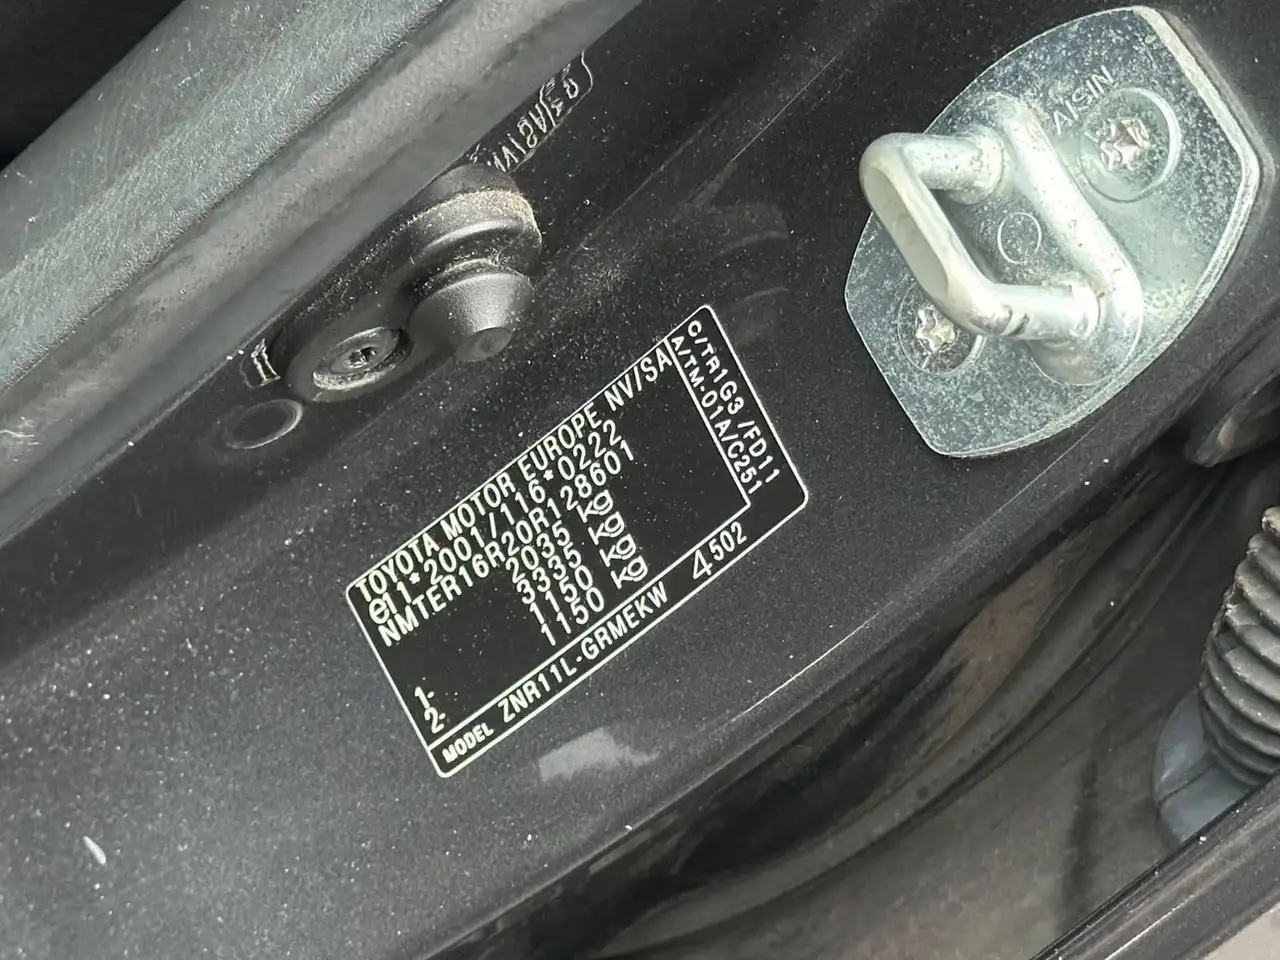 TOYOTA MOTOR EUROPE NV/SA
e11*2001/116*0222
NMTER16R20R128601
2035 kg
3335 kg
1- 1150 kg
2- 1150 kg
C/TR1G3 /FD11
A/TM-01A/C251
MODEL ZNR11L-GRMEKW 4502
AISIN